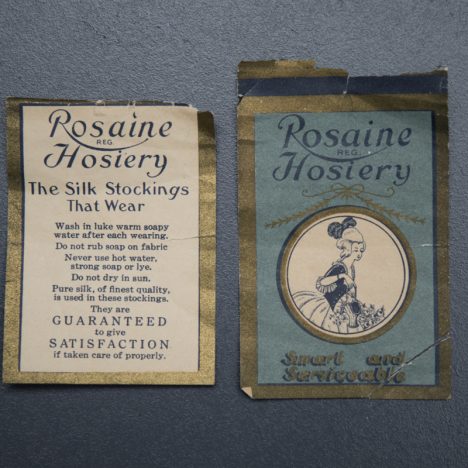 Rosaine
REG.
Hosiery
The Silk Stockings
That Wear
Wash in luke warm soapy
water after each wearing.
Do not rub soap on fabric
Never use hot water,
strong soap or lye.
Do not dry in sun.
Pure silk, of finest quality,
is used in these stockings.
They are
GUARANTEED
to give
SATISFACTION
if taken care of properly.
Rosaine
REG.
Hosiery
Smart and
Serviceable